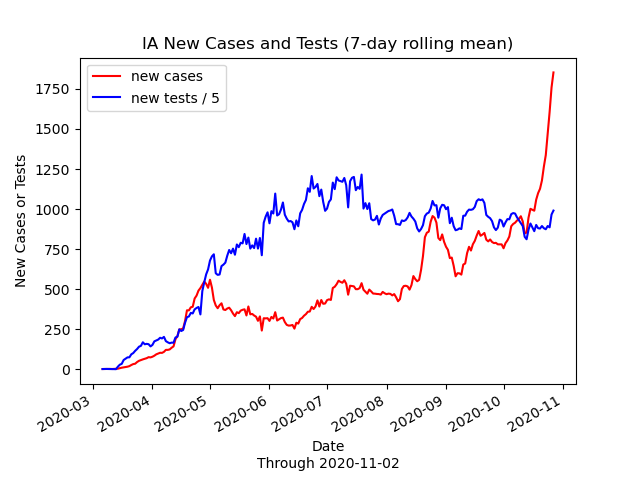 IA New Cases and Tests (7-day rolling mean)
new cases
new tests / 5
New Cases or Tests
1750
1500
1250
1000
750
500
250
0
2020-03
2020-04
2020-05
2020-06
2020-07
2020-08
2020-09
2020-10
2020-11
Date
Through 2020-11-02